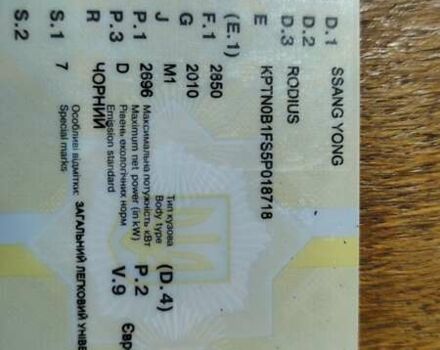 D.1 SSANG YONG
D.2
D.3 RODIUS
E KPTN0B1FS5P018718
(E.1)
F.1 2850
G 2010
J M1 Тип кузова (D.4)
Body type
P.1 2696 Максимальна потужність кВт P.2
Maximum net power (in kW)
P.3 D Рівень екологічних норм V.9 Євр
Emission standard
R ЧОРНИЙ
S.1 7 Особливі відмітки: ЗАГАЛЬНИЙ ЛЕГКОВИЙ УНІВЕ
Special marks
S.2